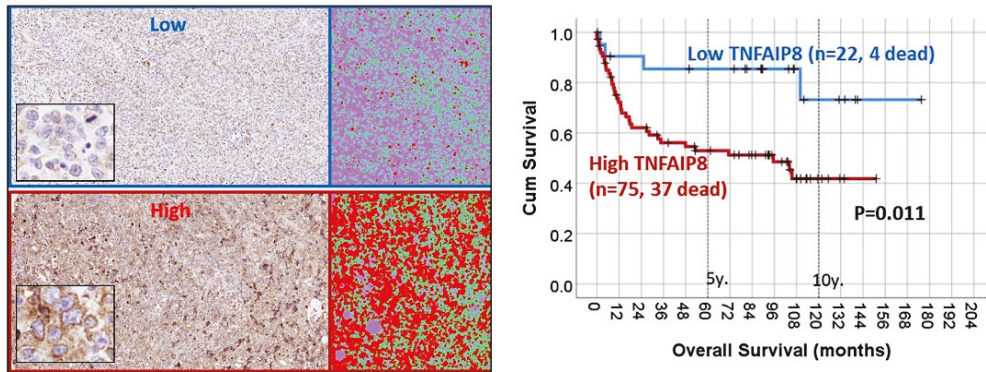 Low
High
Cum Survival
1.0
0.8
0.6
0.4
0.2
0.0
Low TNFAIP8 (n=22, 4 dead)
High TNFAIP8
(n=75, 37 dead)
P=0.011
5y.
10y.
0 12 24 36 48 60 72 84 96 108 120 132 144 156 168 180 192 204
Overall Survival (months)